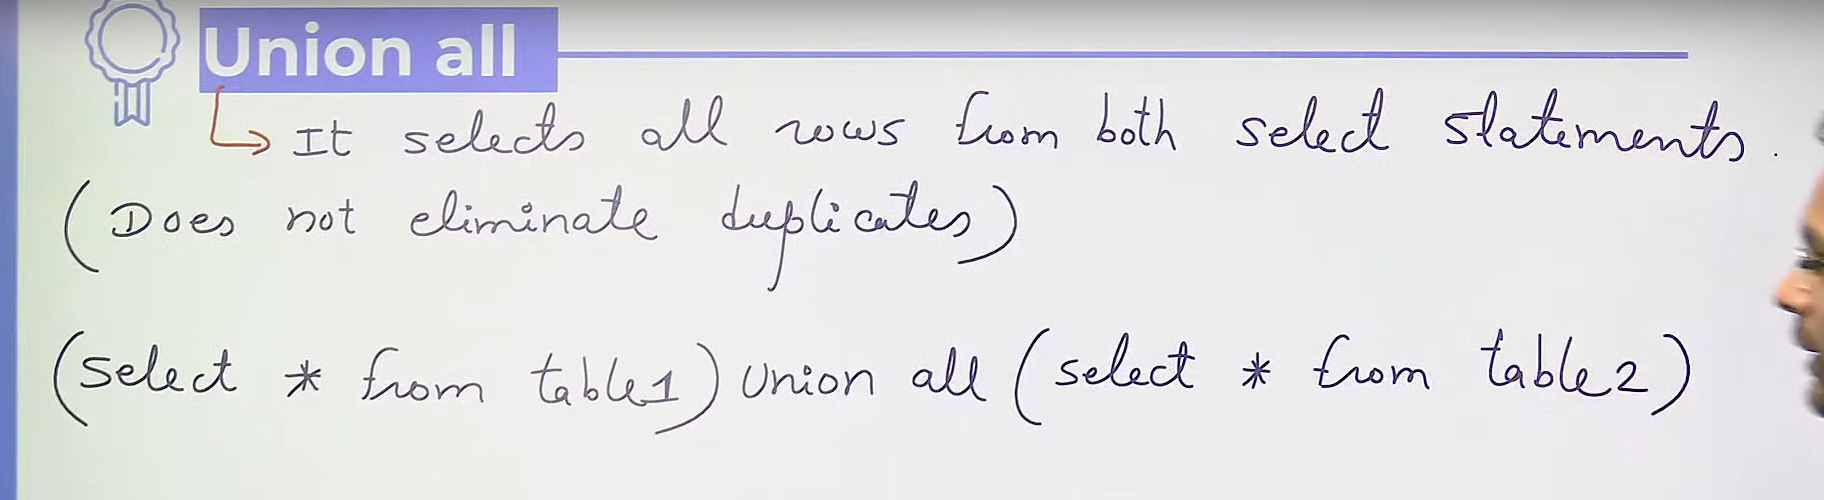 Union all
It selects all rows from both select statements.
(Does not eliminate duplicates)
(select * from table1) Union all (select * from table2)